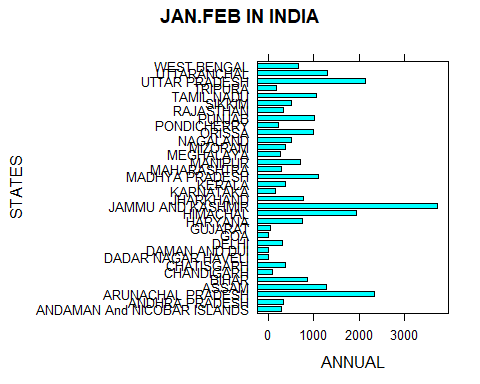 JAN.FEB IN INDIA
STATES
WEST BENGAL
UTTARANCHAL
UTTAR PRADESH
TRIPURA
TAMIL NADU
SIKKIM
RAJASTHAN
PUNJAB
PONDICHERRY
ORISSA
NAGALAND
MIZORAM
MEGHALAYA
MANIPUR
MAHARASHTRA
MADHYA PRADESH
KERALA
KARNATAKA
JHARKHAND
JAMMU AND KASHMIR
HIMACHAL
HARYANA
GUJARAT
GOA
DELHI
DAMAN AND DUI
DADAR NAGAR HAVELI
CHATISGARH
CHANDIGARH
BIHAR
ASSAM
ARUNACHAL PRADESH
ANDHRA PRADESH
ANDAMAN And NICOBAR ISLANDS
0 1000 2000 3000
ANNUAL